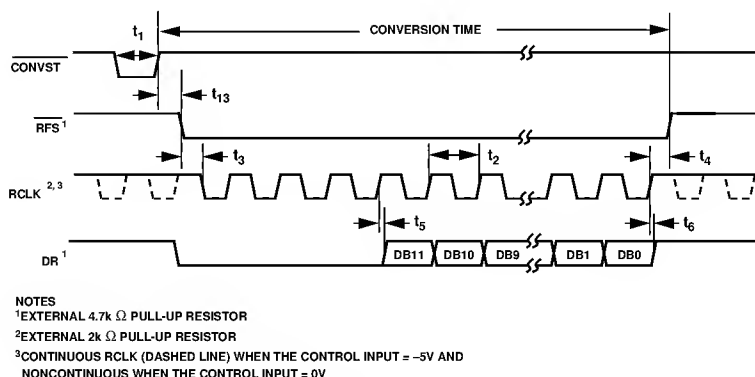 t1
CONVERSION TIME
CONVST
t13
RFS 1
t3
t2
t4
RCLK 2, 3
t5
t6
DR 1
DB11 DB10 DB9 DB1 DB0
NOTES
1EXTERNAL 4.7k Ω PULL-UP RESISTOR
2EXTERNAL 2k Ω PULL-UP RESISTOR
3CONTINUOUS RCLK (DASHED LINE) WHEN THE CONTROL INPUT = –5V AND
NONCONTINUOUS WHEN THE CONTROL INPUT = 0V